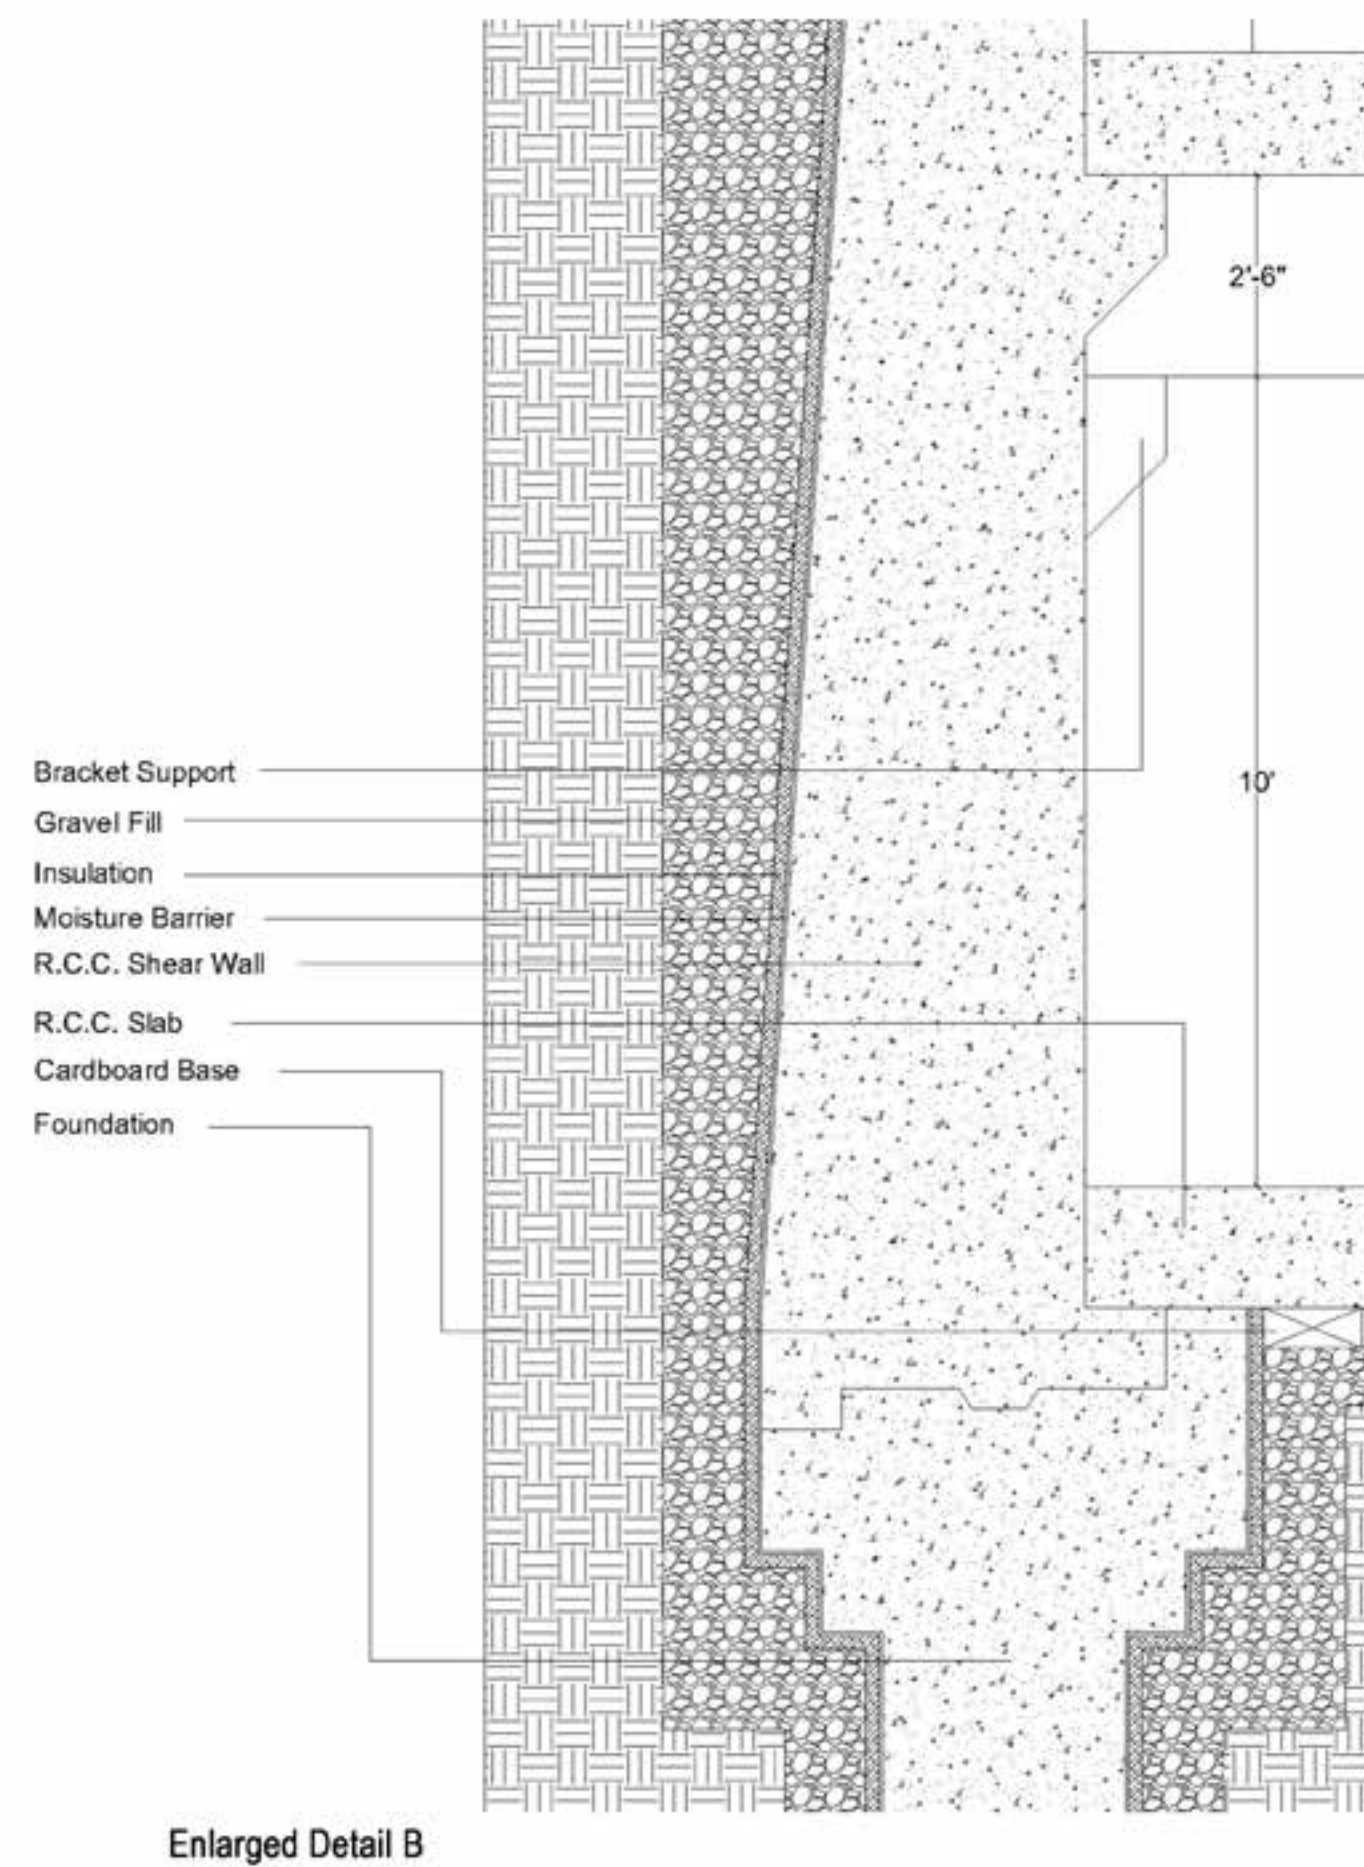 2'-6"
Bracket Support
10'
Gravel Fill
Insulation
Moisture Barrier
R.C.C. Shear Wall
R.C.C. Slab
Cardboard Base
Foundation
Enlarged Detail B